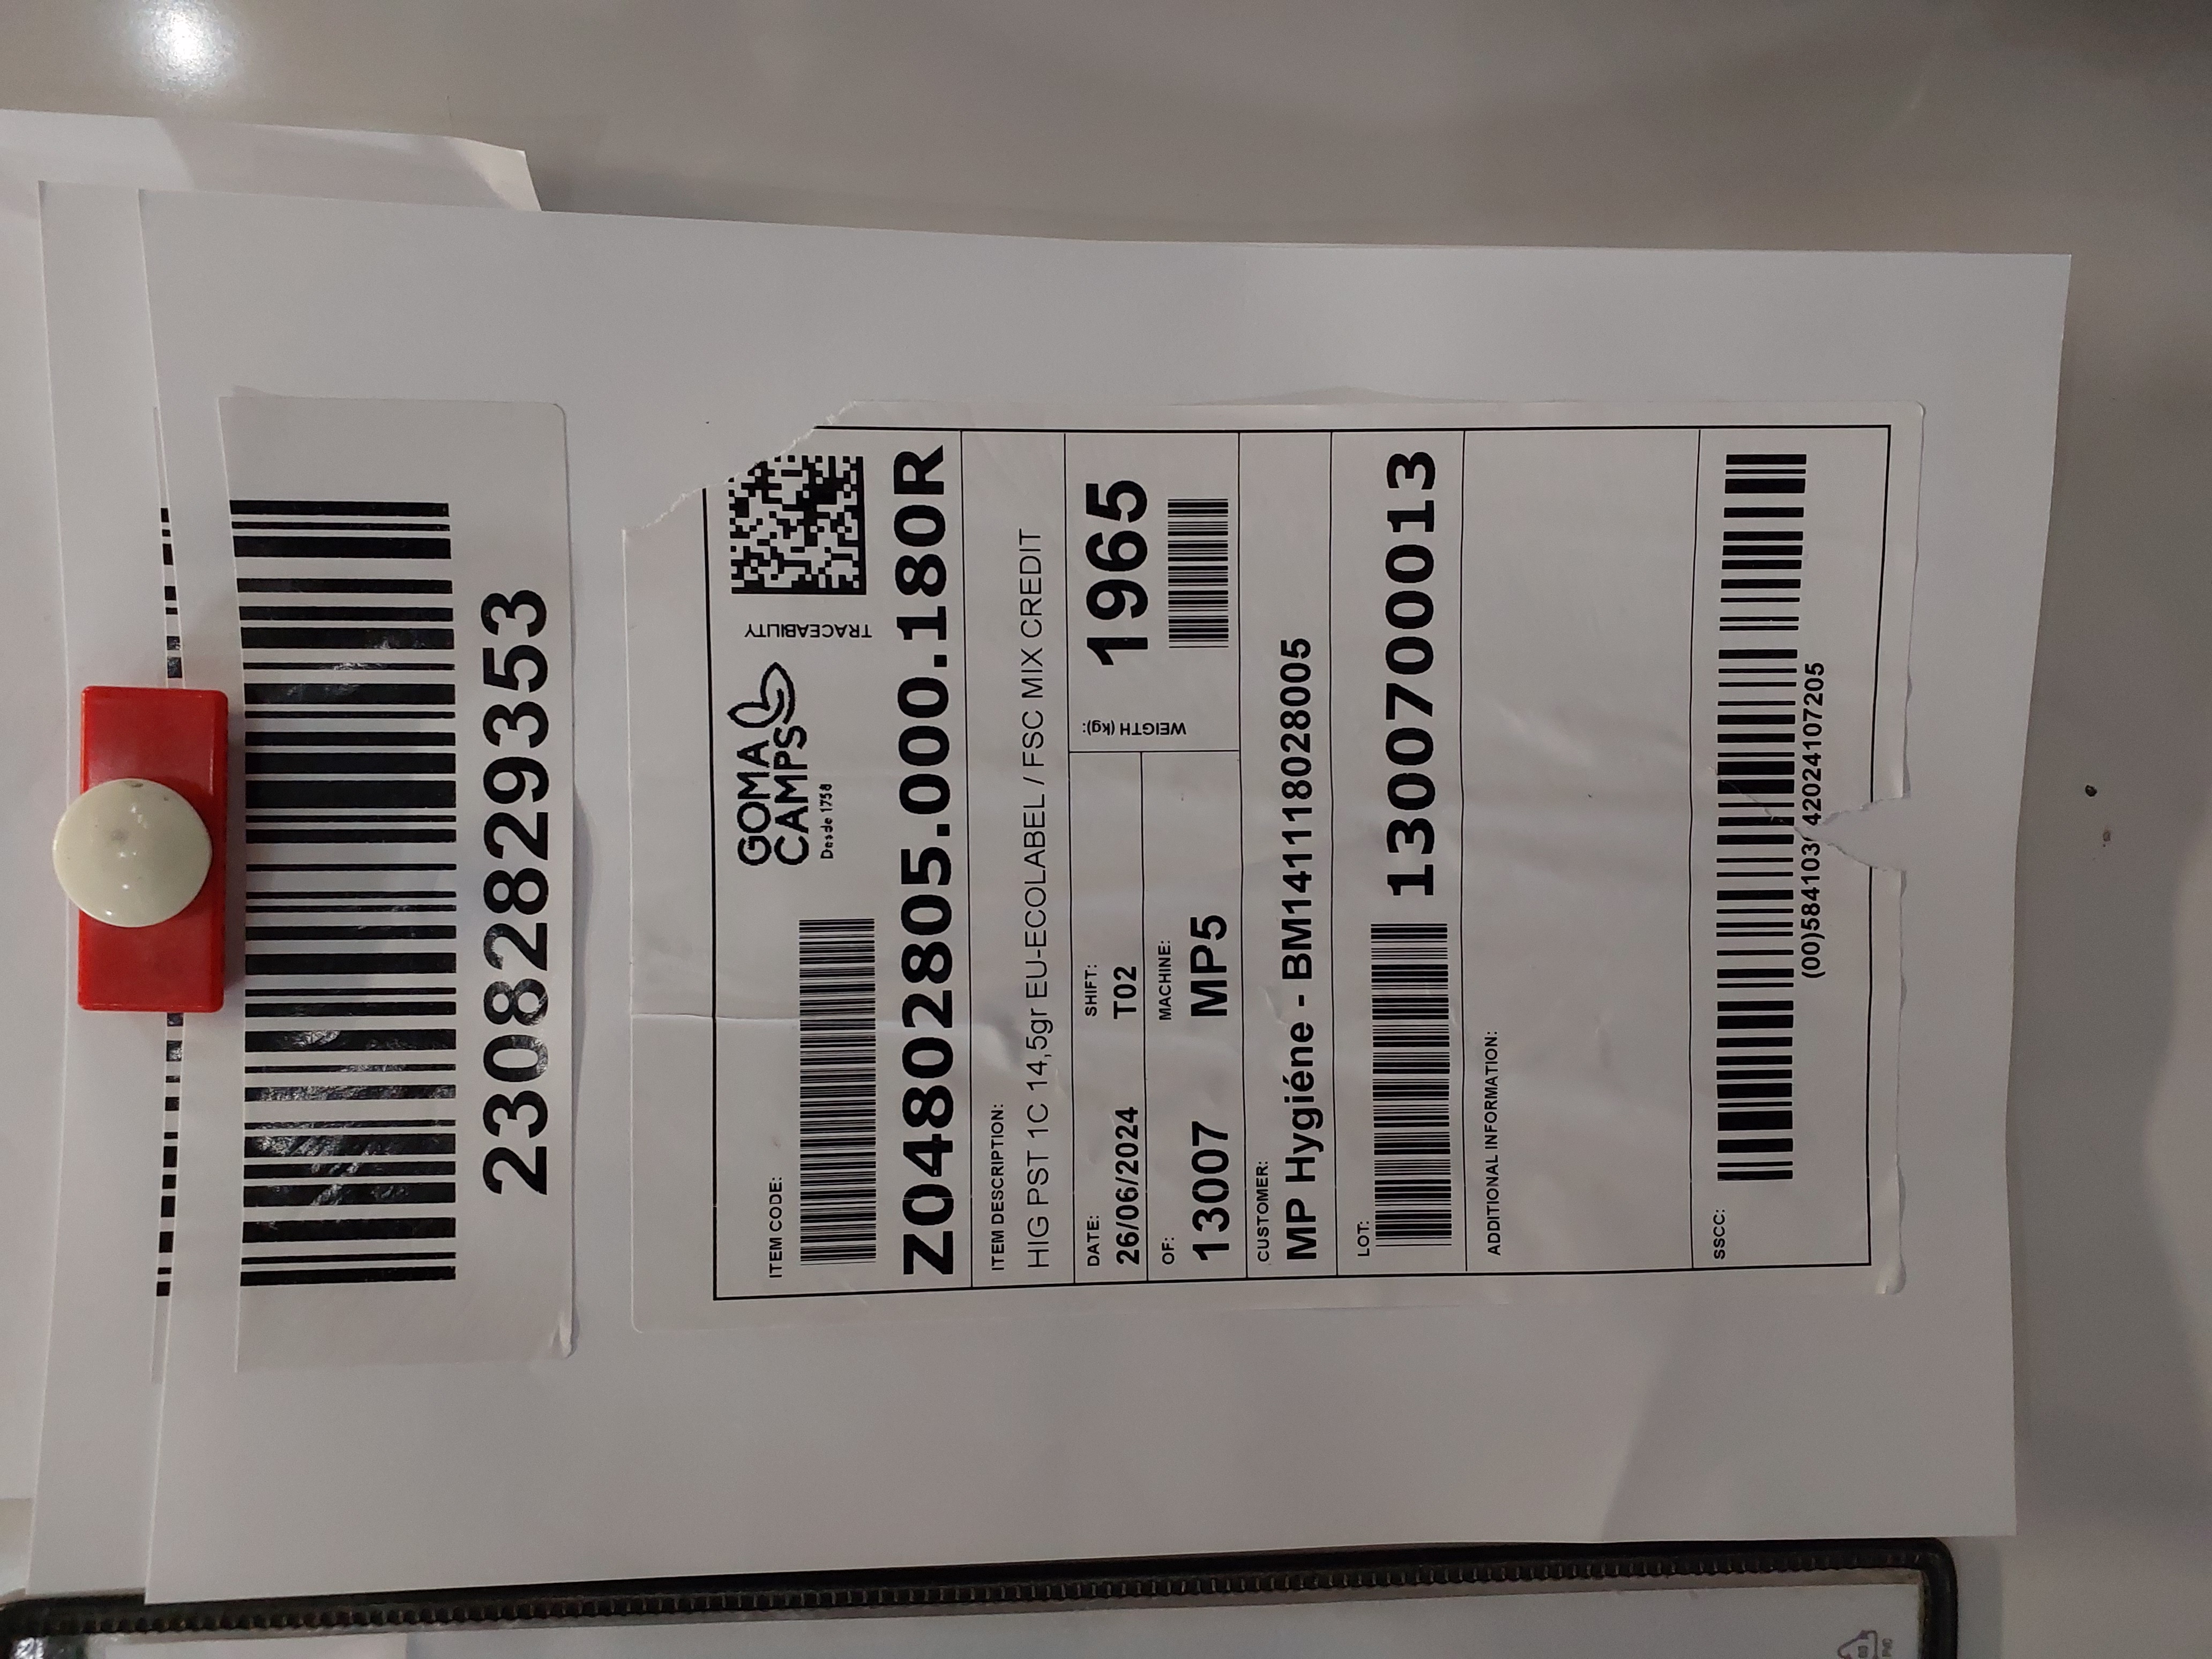 23082829353
ITEM CODE:
GOMA
CAMPS
Desde 1758
TRACEABILITY
Z04802805.000.180R
ITEM DESCRIPTION:
HIG PST 1C 14,5gr EU-ECOLABEL / FSC MIX CREDIT
DATE:
SHIFT:
26/06/2024
T02
WEIGTH (kg):
1965
OF:
MACHINE:
13007
MP5
CUSTOMER:
MP Hygiéne - BM141118028005
LOT:
1300700013
ADDITIONAL INFORMATION:
SSCC: